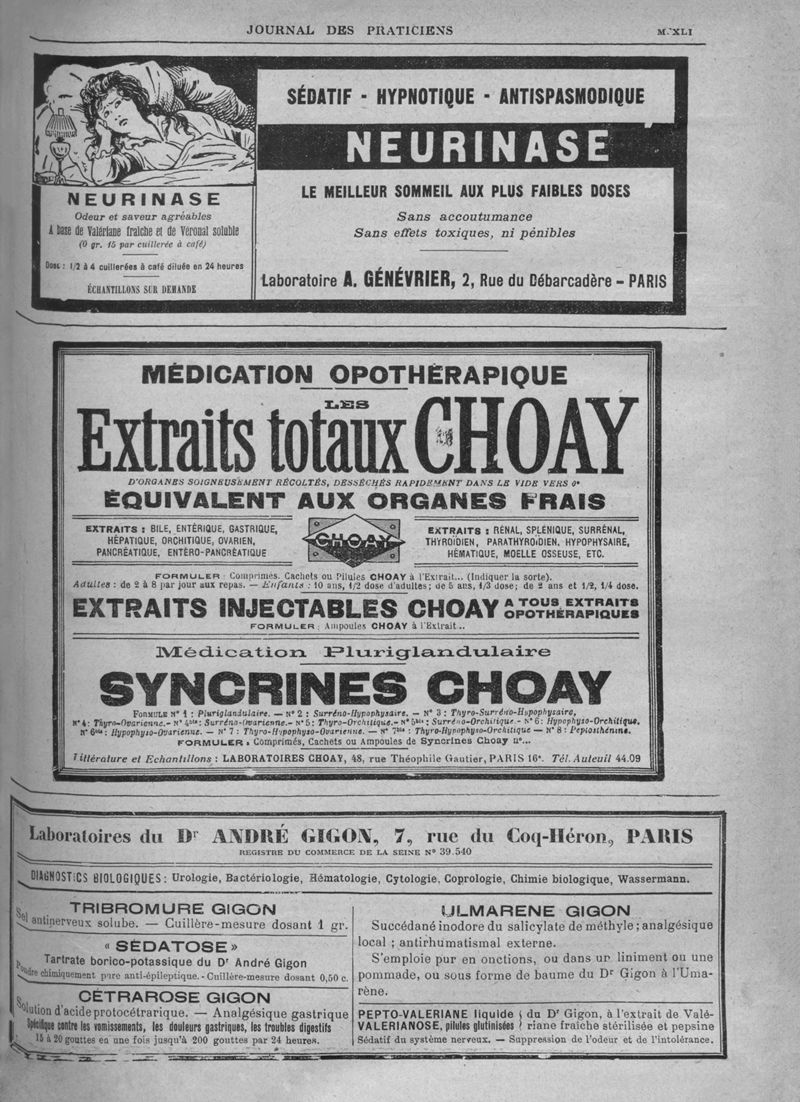 JOURNAL DES PRATICIENS
M.-XLI
NEURINASE
Odeur et saveur agréables
A base de Valériane fraîche et de Véronal soluble
(0 gr. 15 par cuillerée à café)
Dose : 1/2 à 4 cuillerées à café diluée en 24 heures
ÉCHANTILLONS SUR DEMANDE
SÉDATIF - HYPNOTIQUE - ANTISPASMODIQUE
NEURINASE
LE MEILLEUR SOMMEIL AUX PLUS FAIBLES DOSES
Sans accoutumance
Sans effets toxiques, ni pénibles
Laboratoire A. GÉNÉVRIER, 2, Rue du Débarcadère - PARIS
MÉDICATION OPOTHÉRAPIQUE
LES
Extraits totaux CHOAY
D'ORGANES SOIGNEUSEMENT RÉCOLTÉS, DESSÉCHÉS RAPIDEMENT DANS LE VIDE VERS 0°
ÉQUIVALENT AUX ORGANES FRAIS
EXTRAITS : BILE, ENTÉRIQUE, GASTRIQUE,
HÉPATIQUE, ORCHITIQUE, OVARIEN,
PANCRÉATIQUE, ENTÉRO-PANCRÉATIQUE
CHOAY
EXTRAITS : RÉNAL, SPLÉNIQUE, SURRÉNAL,
THYROÏDIEN, PARATHYROÏDIEN, HYPOPHYSAIRE,
HÉMATIQUE, MOELLE OSSEUSE, ETC.
FORMULER : Comprimés, Cachets ou Pilules CHOAY à l'Extrait... (Indiquer la sorte).
Adultes : de 2 à 8 par jour aux repas. — Enfants : 10 ans, 1/2 dose d'adultes; de 5 ans, 1/3 dose; de 2 ans et 1/2, 1/4 dose.
EXTRAITS INJECTABLES CHOAY A TOUS EXTRAITS
OPOTHÉRAPIQUES
FORMULER : Ampoules CHOAY à l'Extrait..
Médication Pluriglandulaire
SYNCRINES CHOAY
FORMULE N° 1 : Pluriglandulaire. — N° 2 : Surréno-Hypophysaire. — N° 3 : Thyro-Surréno-Hypophysaire,
N° 4 : Thyro-Ovarienne.- N° 4bis: Surréno-Ovarienne.- N° 5 : Thyro-Orchitique.- N° 5bis : Surréno-Orchitique.- N° 6 : Hypophyso-Orchitique.
N° 6bis : Hypophyso-Ovarienne. — N° 7 : Thyro-Hypophyso-Ovarienne. — N° 7bis : Thyro-Hypophyso-Orchitique — N° 8 : Peptosthénine.
FORMULER : Comprimés, Cachets ou Ampoules de Syncrines Choay n°...
Littérature et Echantillons : LABORATOIRES CHOAY, 48, rue Théophile Gautier, PARIS 16e. Tél. Auteuil 44.09
Laboratoires du Dr ANDRÉ GIGON, 7, rue du Coq-Héron, PARIS
REGISTRE DU COMMERCE DE LA SEINE N° 39.540
DIAGNOSTICS BIOLOGIQUES : Urologie, Bactériologie, Hématologie, Cytologie, Coprologie, Chimie biologique, Wassermann.
TRIBROMURE GIGON
Sel antinerveux soluble. — Cuillère-mesure dosant 1 gr.
« SÉDATOSE »
Tartrate borico-potassique du Dr André Gigon
Poudre chimiquement pure anti-épileptique. - Cuillère-mesure dosant 0,50 c.
CÉTRAROSE GIGON
Solution d'acide protocétrarique. — Analgésique gastrique
Spécifique contre les vomissements, les douleurs gastriques, les troubles digestifs
15 à 20 gouttes en une fois jusqu'à 200 gouttes par 24 heures.
ULMARENE GIGON
Succédané inodore du salicylate de méthyle ; analgésique
local ; antirhumatismal externe.
S'emploie pur en onctions, ou dans un liniment ou une
pommade, ou sous forme de baume du Dr Gigon à l'Uma-
rène.
PEPTO-VALERIANE liquide } du Dr Gigon, à l'extrait de Valé-
VALERIANOSE, pilules glutinisées } riane fraîche stérilisée et pepsine
Sédatif du système nerveux. — Suppression de l'odeur et de l'intolérance.